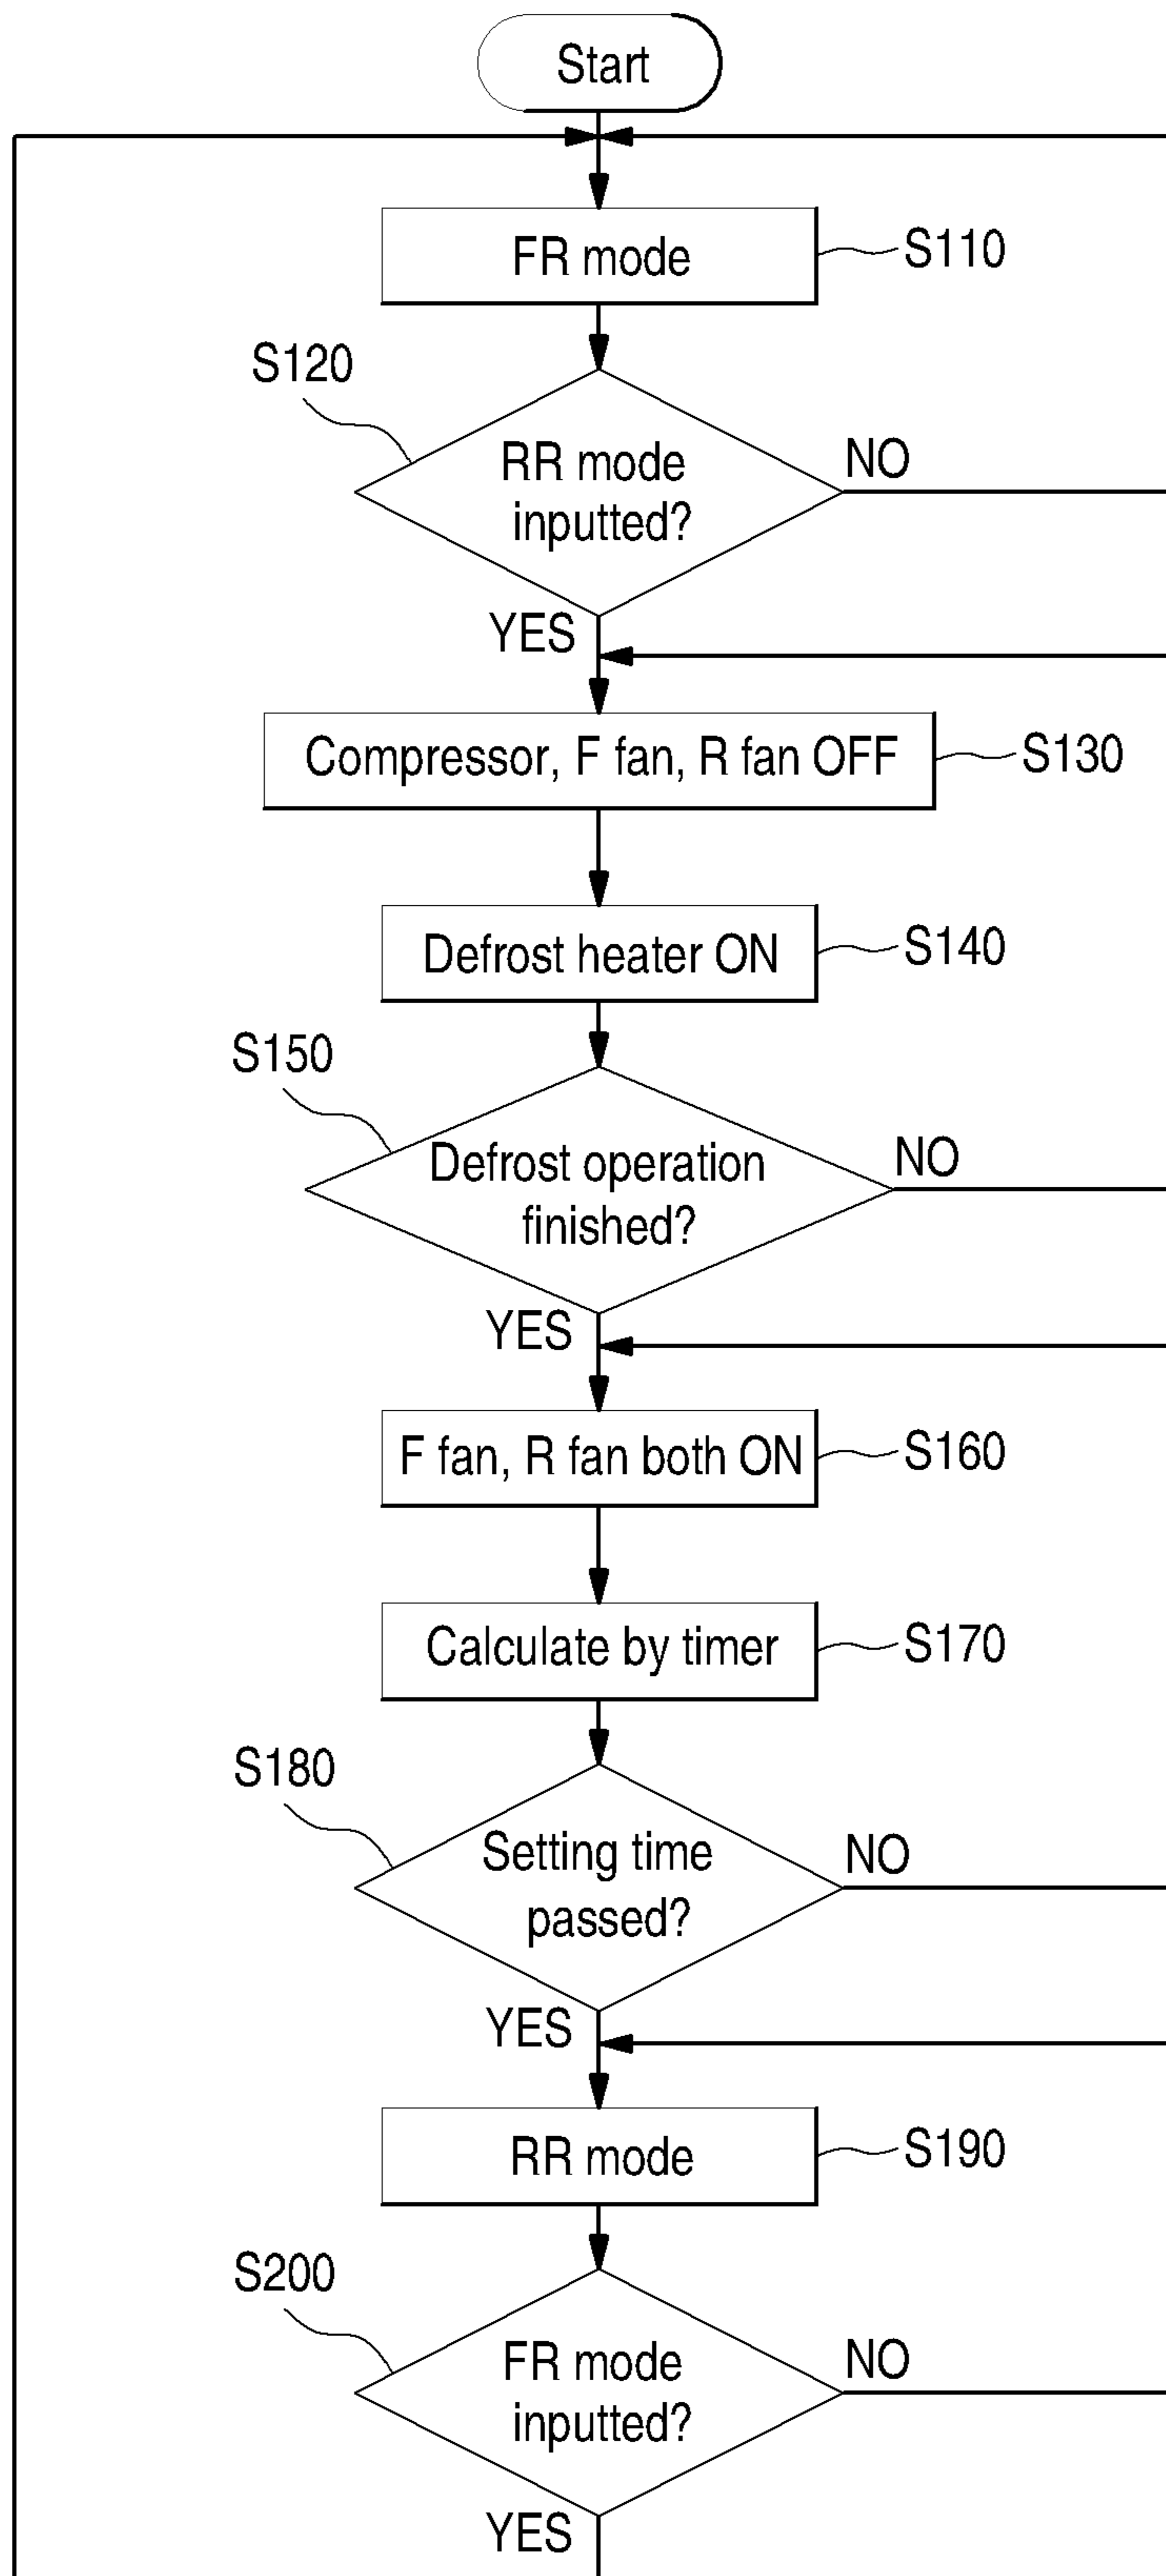 Start
FR mode
S110
S120
RR mode
inputted?
NO
YES
Compressor, F fan, R fan OFF
S130
Defrost heater ON
S140
S150
Defrost operation
finished?
NO
YES
F fan, R fan both ON
S160
Calculate by timer
S170
S180
Setting time
passed?
NO
YES
RR mode
S190
S200
FR mode
inputted?
NO
YES